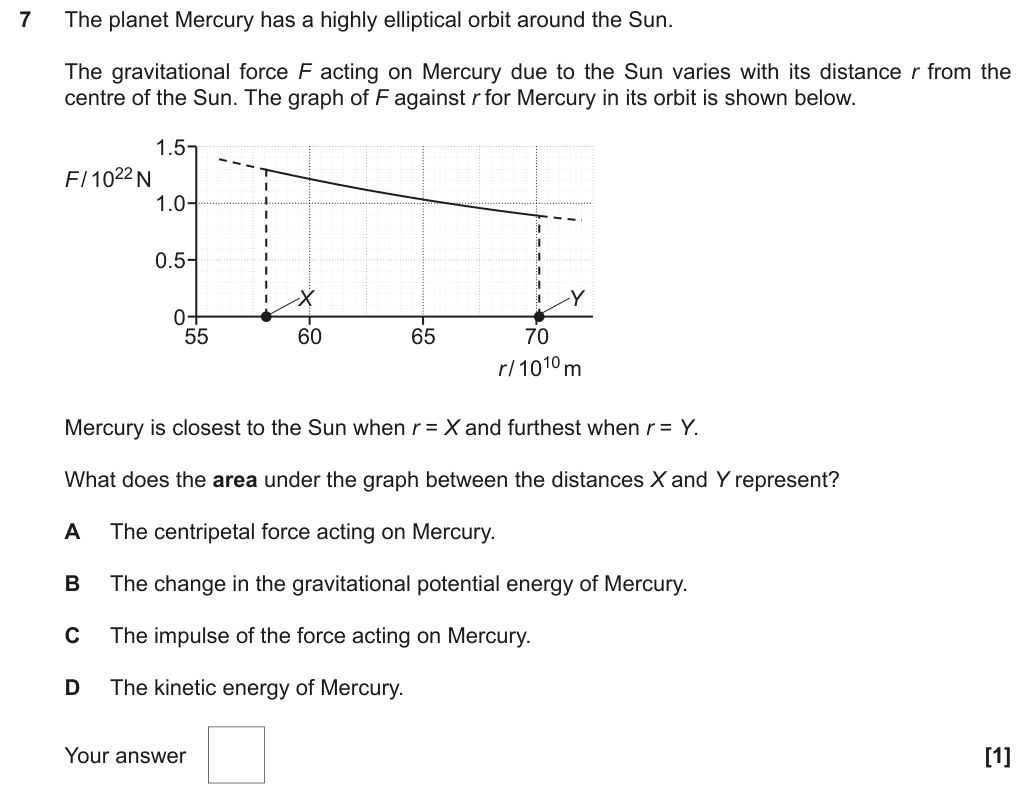 7 The planet Mercury has a highly elliptical orbit around the Sun.
The gravitational force F acting on Mercury due to the Sun varies with its distance r from the
centre of the Sun. The graph of F against r for Mercury in its orbit is shown below.
1.5
F/10²² N
1.0
0.5
X
Y
0
55 60 65 70
r/10¹⁰ m
Mercury is closest to the Sun when r = X and furthest when r = Y.
What does the area under the graph between the distances X and Y represent?
A The centripetal force acting on Mercury.
B The change in the gravitational potential energy of Mercury.
C The impulse of the force acting on Mercury.
D The kinetic energy of Mercury.
Your answer [1]